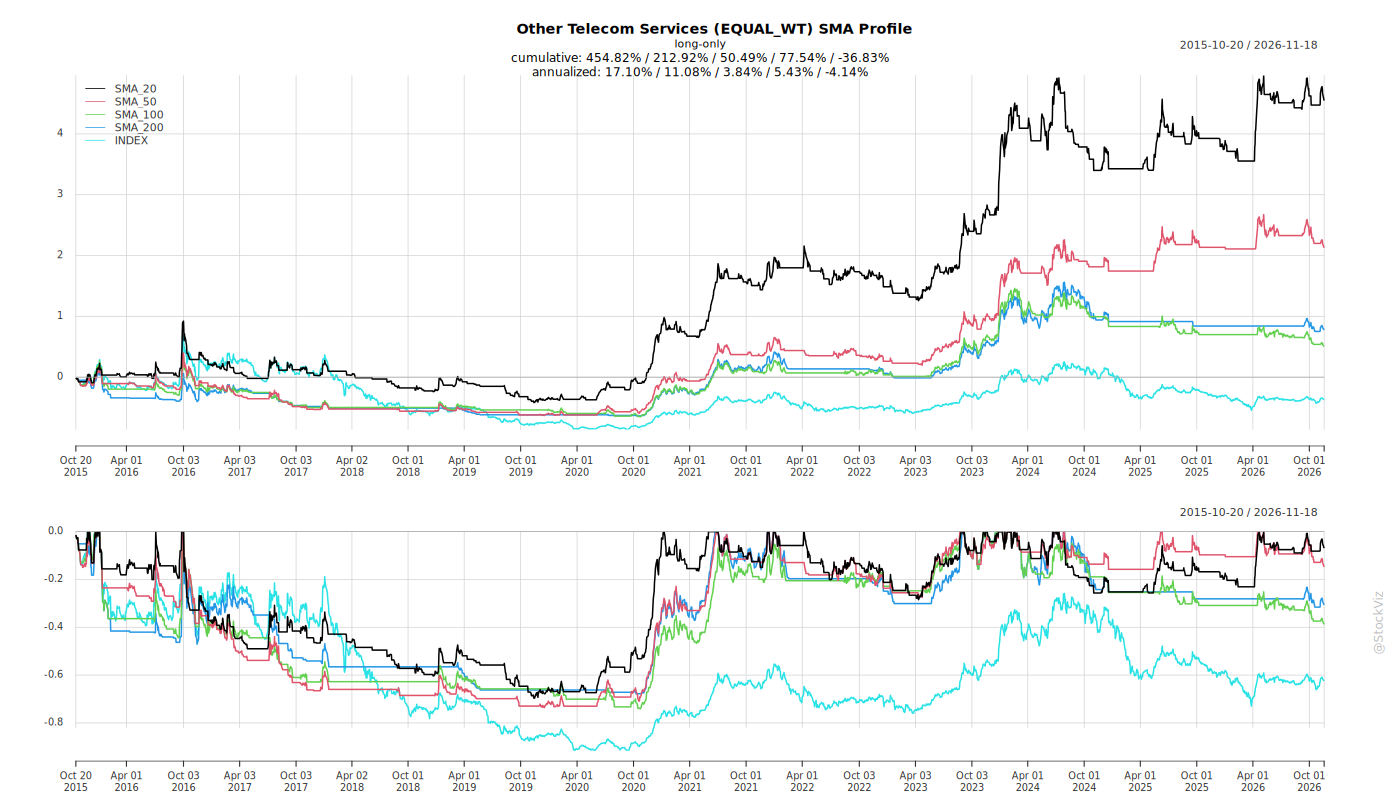 Other Telecom Services (EQUAL_WT) SMA Profile
long-only
cumulative: 454.82% / 212.92% / 50.49% / 77.54% / -36.83%
annualized: 17.10% / 11.08% / 3.84% / 5.43% / -4.14%
2015-10-20 / 2026-11-18
SMA_20
SMA_50
SMA_100
SMA_200
INDEX
4
3
2
1
0
Oct 20 Apr 01 Oct 03 Apr 03 Oct 03 Apr 02 Oct 01 Apr 01 Oct 01 Apr 01 Oct 01 Apr 01 Oct 01 Apr 01 Oct 03 Apr 03 Oct 03 Apr 01 Oct 01 Apr 01 Oct 01 Apr 01 Oct 01
2015 2016 2016 2017 2017 2018 2018 2019 2019 2020 2020 2021 2021 2022 2022 2023 2023 2024 2024 2025 2025 2026 2026
2015-10-20 / 2026-11-18
0.0
-0.2
-0.4
-0.6
-0.8
Oct 20 Apr 01 Oct 03 Apr 03 Oct 03 Apr 02 Oct 01 Apr 01 Oct 01 Apr 01 Oct 01 Apr 01 Oct 01 Apr 01 Oct 03 Apr 03 Oct 03 Apr 01 Oct 01 Apr 01 Oct 01 Apr 01 Oct 01
2015 2016 2016 2017 2017 2018 2018 2019 2019 2020 2020 2021 2021 2022 2022 2023 2023 2024 2024 2025 2025 2026 2026
@StockViz